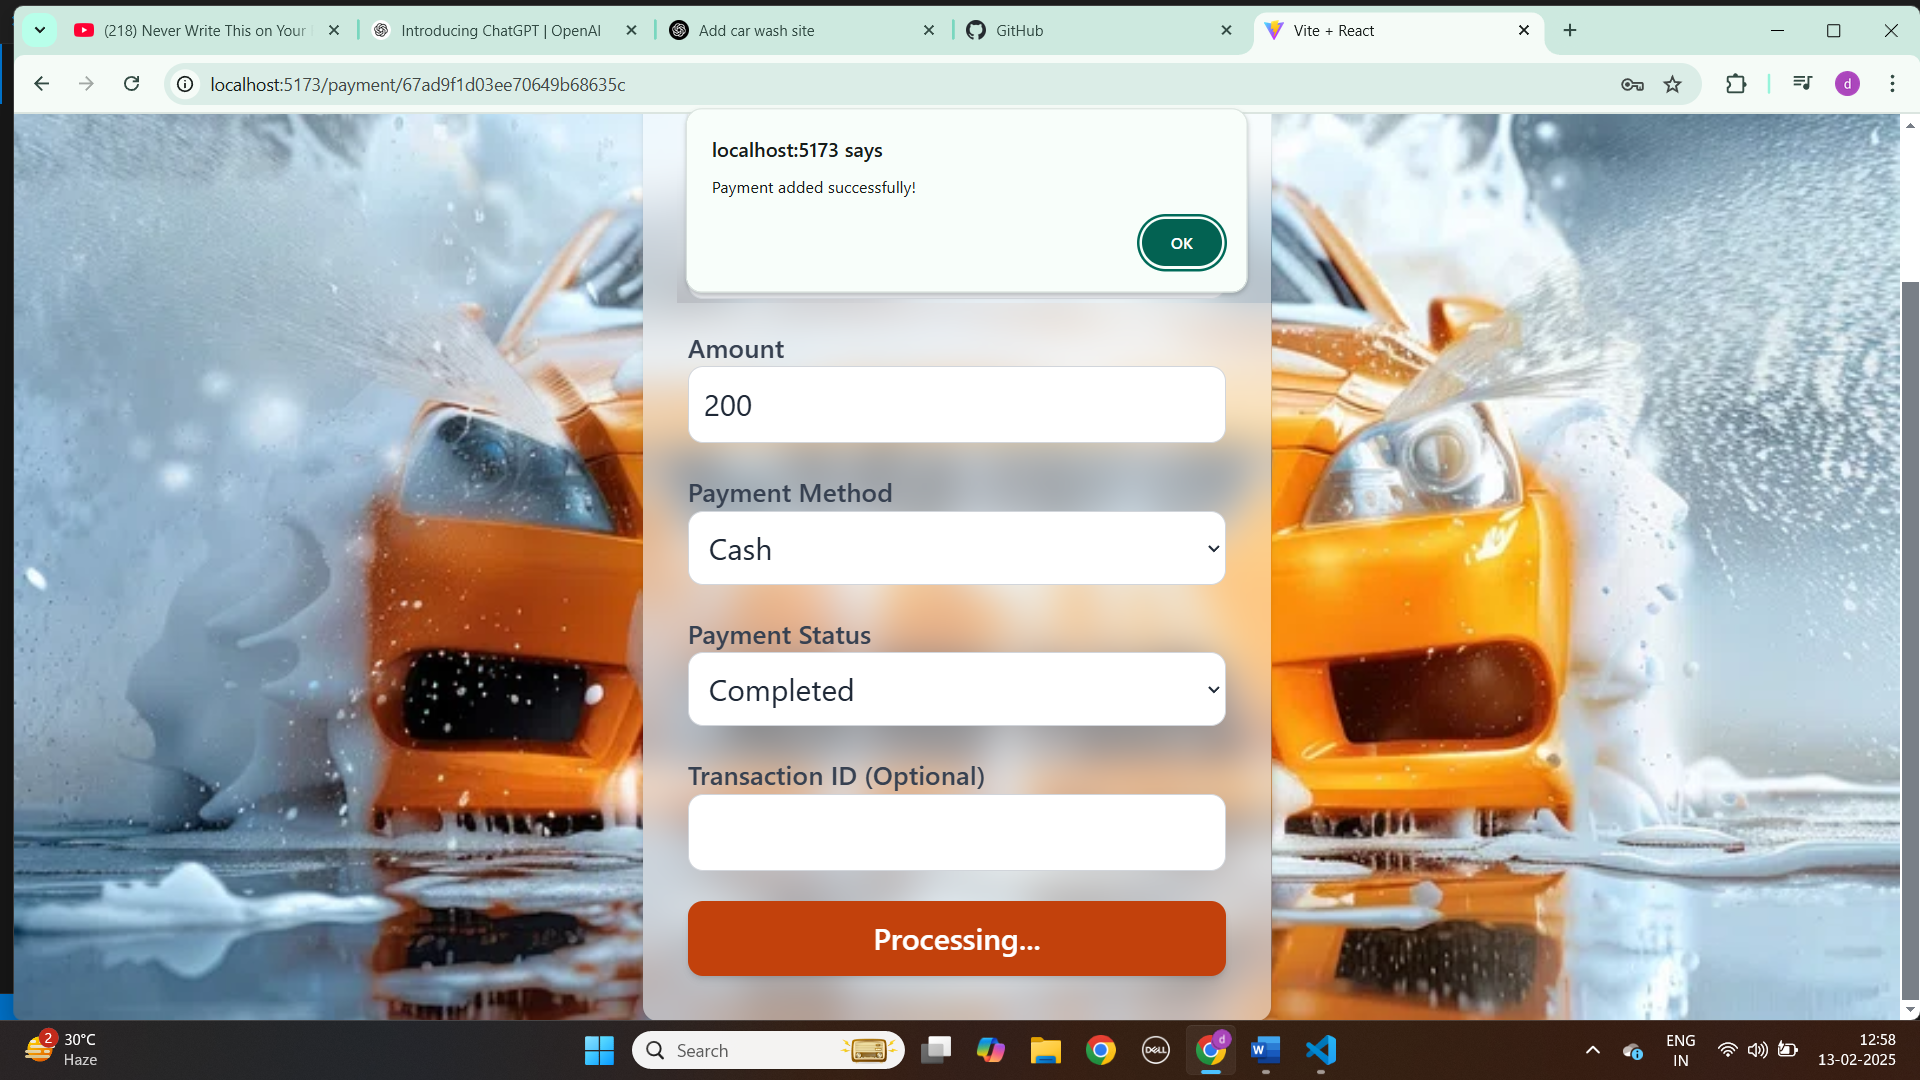 (218) Never Write This on Your
Introducing ChatGPT | OpenAI
Add car wash site
GitHub
Vite + React
localhost:5173/payment/67ad9f1d03ee70649b68635c
d
localhost:5173 says
Payment added successfully!
OK
Amount
200
Payment Method
Cash
Payment Status
Completed
Transaction ID (Optional)
Processing...
2
30°C
Haze
Search
DELL
d
W
ENG
IN
12:58
13-02-2025